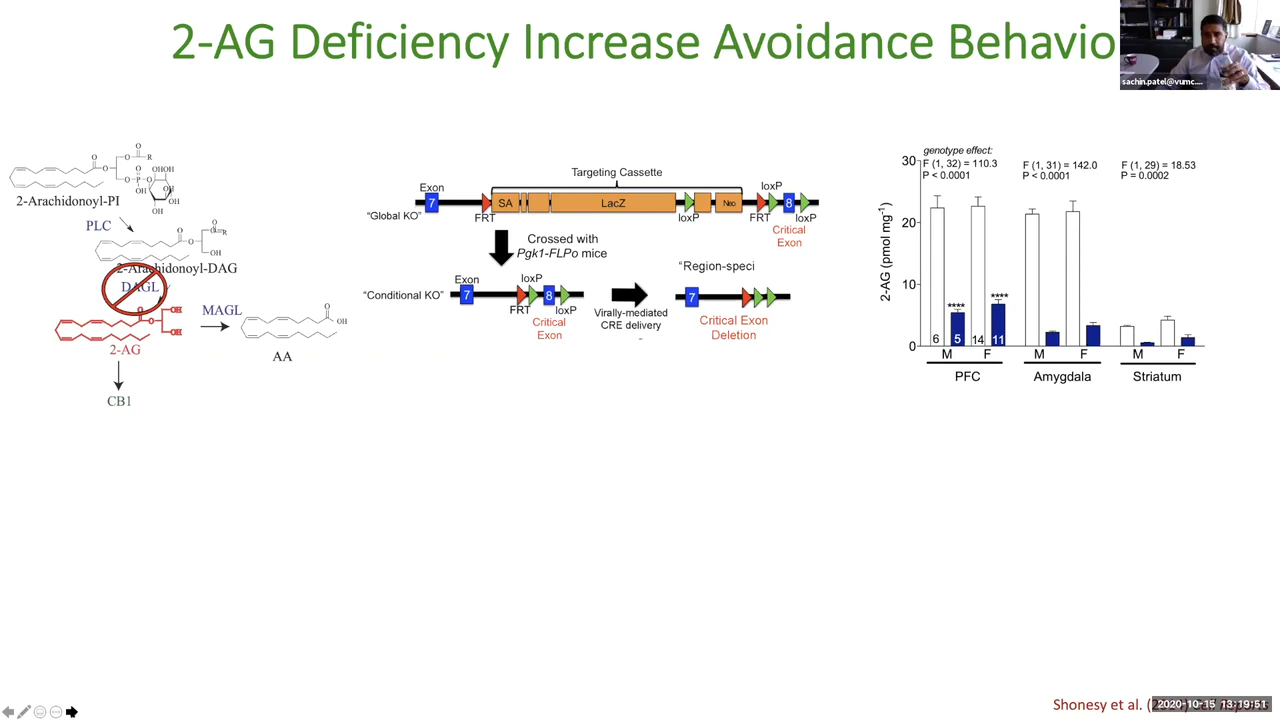 2-AG Deficiency Increase Avoidance Behavio
sachin.patel@vumc....
2-Arachidonoyl-PI
PLC
2-Arachidonoyl-DAG
DAGL
MAGL
2-AG
AA
CB1
O
R
OH
P
Targeting Cassette
Exon
7
SA
LacZ
Neo
loxP
8
"Global KO"
FRT
loxP
FRT
loxP
Critical
Exon
Crossed with
Pgk1-FLPo mice
Exon
loxP
"Region-speci
"Conditional KO"
7
8
7
FRT
loxP
Critical
Exon
Virally-mediated
CRE delivery
Critical Exon
Deletion
genotype effect:
F (1, 32) = 110.3
P < 0.0001
F (1, 31) = 142.0
P < 0.0001
F (1, 29) = 18.53
P = 0.0002
2-AG (pmol mg-1)
30
20
10
0
****
****
6
5
14
11
M
F
M
F
M
F
PFC
Amygdala
Striatum
Shonesy et al.
2020-10-15 13:19:51